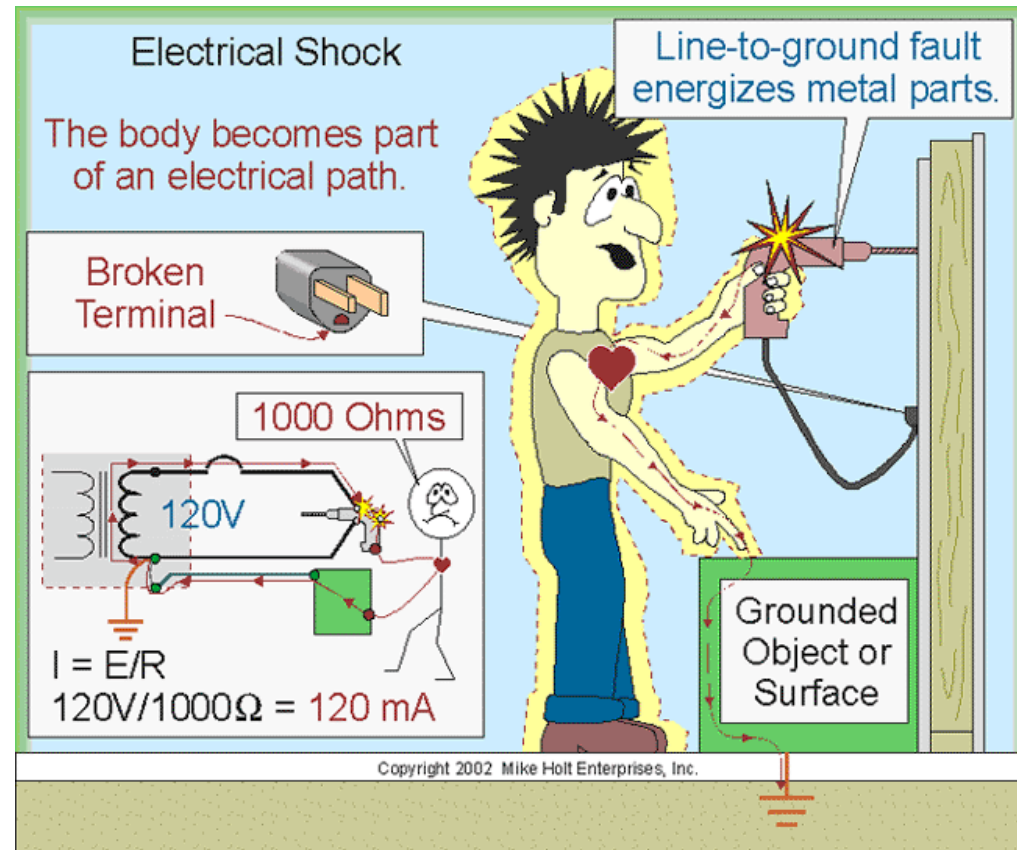 Electrical Shock
The body becomes part
of an electrical path.
Line-to-ground fault
energizes metal parts.
Broken
Terminal
1000 Ohms
120V
I = E/R
120V/1000Ω = 120 mA
Grounded
Object or
Surface
Copyright 2002 Mike Holt Enterprises, Inc.